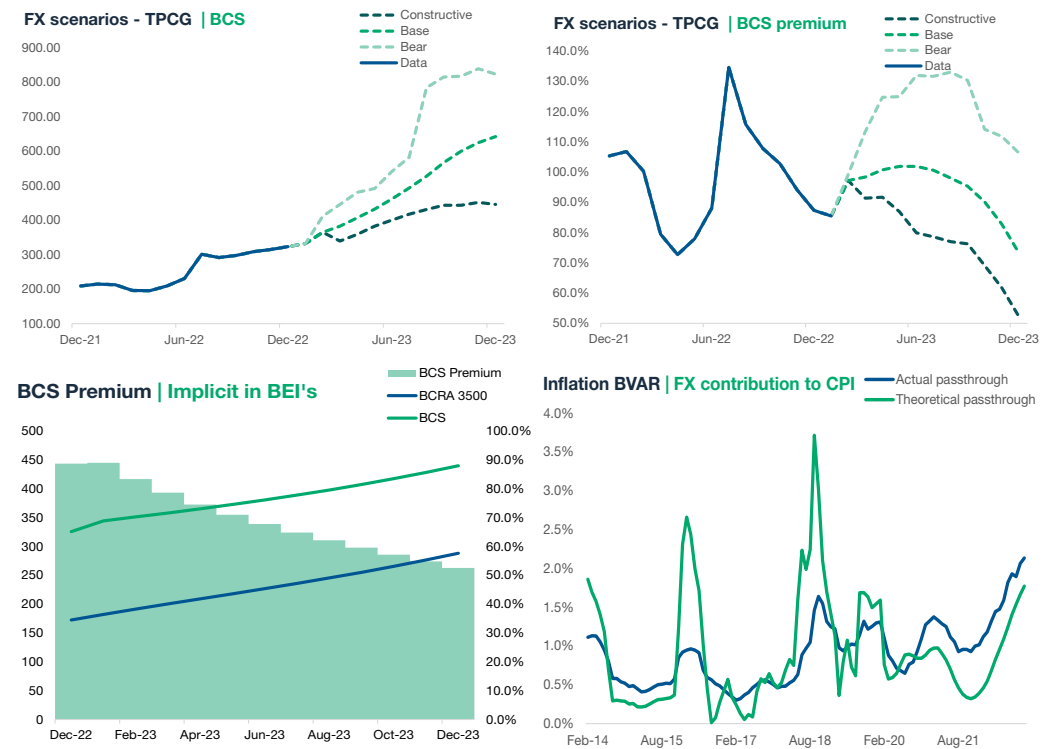 FX scenarios - TPCG | BCS
Constructive
Base
Bear
Data
900.00
800.00
700.00
600.00
500.00
400.00
300.00
200.00
100.00
Dec-21 Jun-22 Dec-22 Jun-23 Dec-23
FX scenarios - TPCG | BCS premium
Constructive
Base
Bear
Data
140.0%
130.0%
120.0%
110.0%
100.0%
90.0%
80.0%
70.0%
60.0%
50.0%
Dec-21 Jun-22 Dec-22 Jun-23 Dec-23
BCS Premium | Implicit in BEI's
BCS Premium
BCRA 3500
BCS
500
450
400
350
300
250
200
150
100
50
0
100.0%
90.0%
80.0%
70.0%
60.0%
50.0%
40.0%
30.0%
20.0%
10.0%
0.0%
Dec-22 Feb-23 Apr-23 Jun-23 Aug-23 Oct-23 Dec-23
Inflation BVAR | FX contribution to CPI
Actual passthrough
Theoretical passthrough
4.0%
3.5%
3.0%
2.5%
2.0%
1.5%
1.0%
0.5%
0.0%
Feb-14 Aug-15 Feb-17 Aug-18 Feb-20 Aug-21